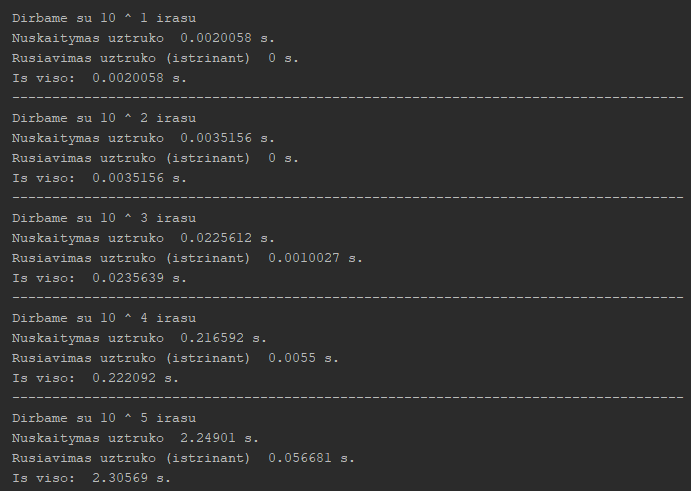 Dirbame su 10 ^ 1 irasu
Nuskaitymas uztruko  0.0020058 s.
Rusiavimas uztruko (istrinant)  0 s.
Is viso:  0.0020058 s.
------------------------------------------------------------------------------------
Dirbame su 10 ^ 2 irasu
Nuskaitymas uztruko  0.0035156 s.
Rusiavimas uztruko (istrinant)  0 s.
Is viso:  0.0035156 s.
------------------------------------------------------------------------------------
Dirbame su 10 ^ 3 irasu
Nuskaitymas uztruko  0.0225612 s.
Rusiavimas uztruko (istrinant)  0.0010027 s.
Is viso:  0.0235639 s.
------------------------------------------------------------------------------------
Dirbame su 10 ^ 4 irasu
Nuskaitymas uztruko  0.216592 s.
Rusiavimas uztruko (istrinant)  0.0055 s.
Is viso:  0.222092 s.
------------------------------------------------------------------------------------
Dirbame su 10 ^ 5 irasu
Nuskaitymas uztruko  2.24901 s.
Rusiavimas uztruko (istrinant)  0.056681 s.
Is viso:  2.30569 s.